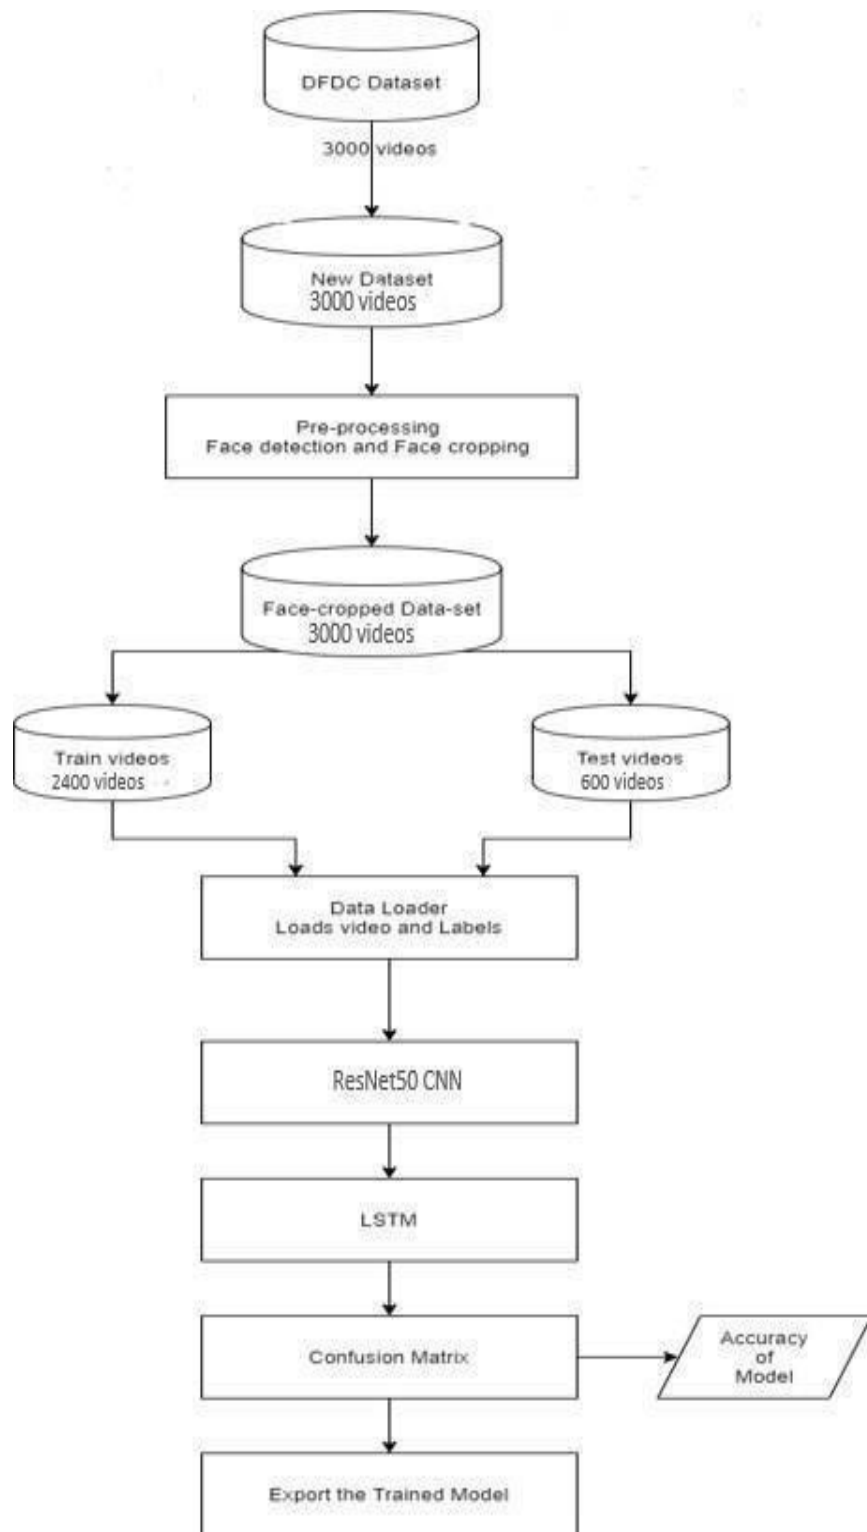 DFDC Dataset
3000 videos
New Dataset
3000 videos
Pre-processing
Face detection and Face cropping
Face-cropped Data-set
3000 videos
Train videos
2400 videos
Test videos
600 videos
Data Loader
Loads video and Labels
ResNet50 CNN
LSTM
Confusion Matrix
Accuracy
of
Model
Export the Trained Model